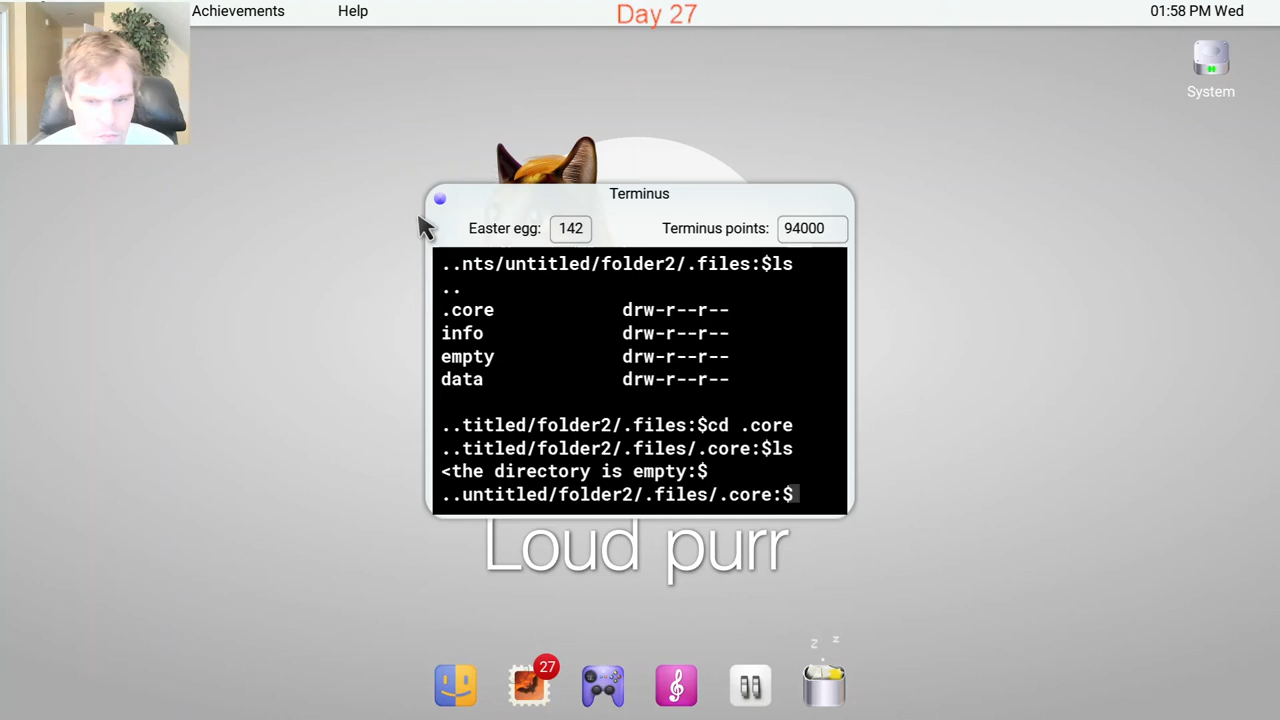 Achievements
Help
Day 27
01:58 PM Wed
System
Terminus
Easter egg: 142
Terminus points: 94000
..nts/untitled/folder2/.files:$ls
..
.core drw-r--r--
info drw-r--r--
empty drw-r--r--
data drw-r--r--
..titled/folder2/.files:$cd .core
..titled/folder2/.files/.core:$ls
<the directory is empty:$
..untitled/folder2/.files/.core:$
Loud purr
z z
27